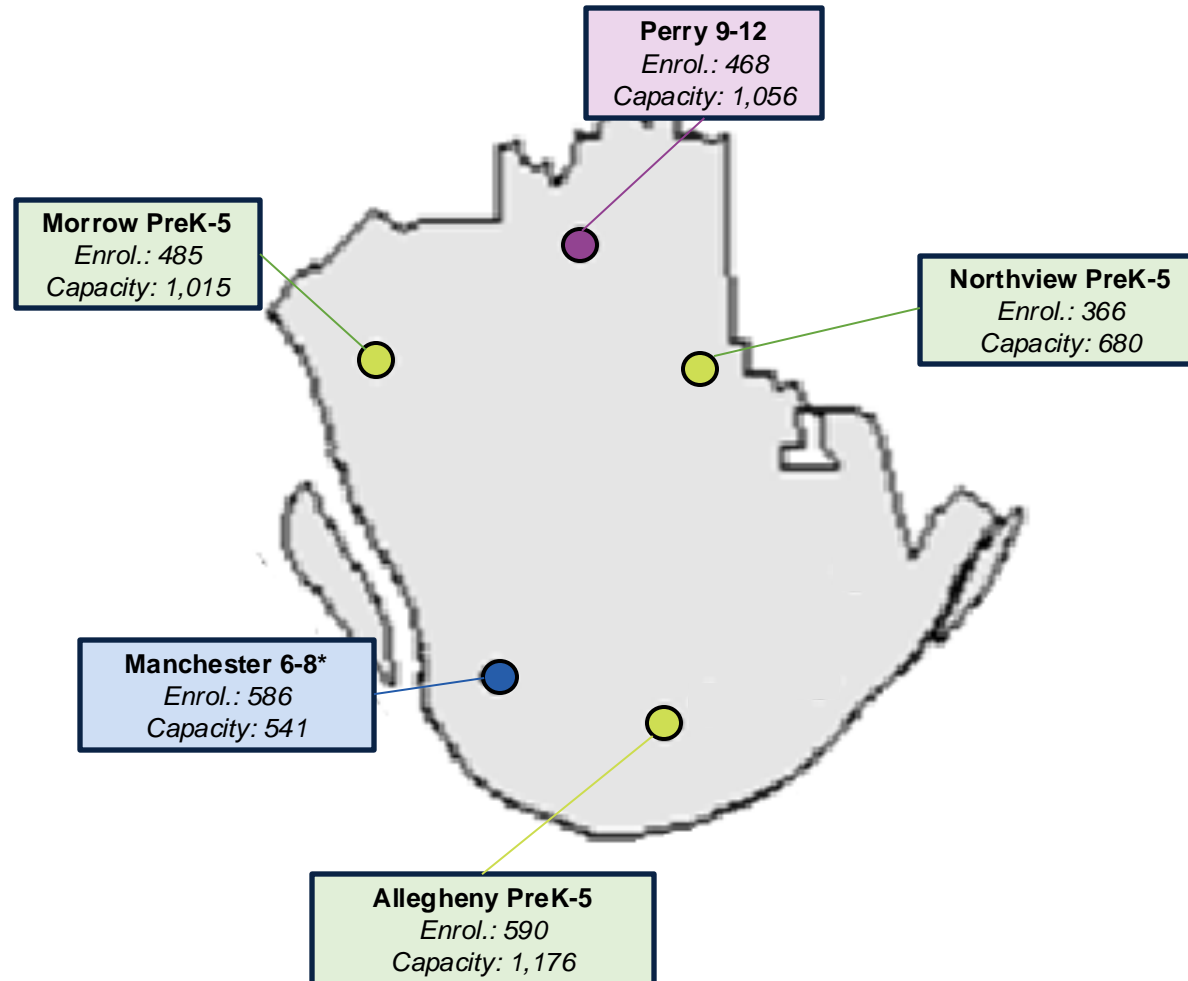 Perry 9-12
Enrol.: 468
Capacity: 1,056
Morrow PreK-5
Enrol.: 485
Capacity: 1,015
Northview PreK-5
Enrol.: 366
Capacity: 680
Manchester 6-8*
Enrol.: 586
Capacity: 541
Allegheny PreK-5
Enrol.: 590
Capacity: 1,176